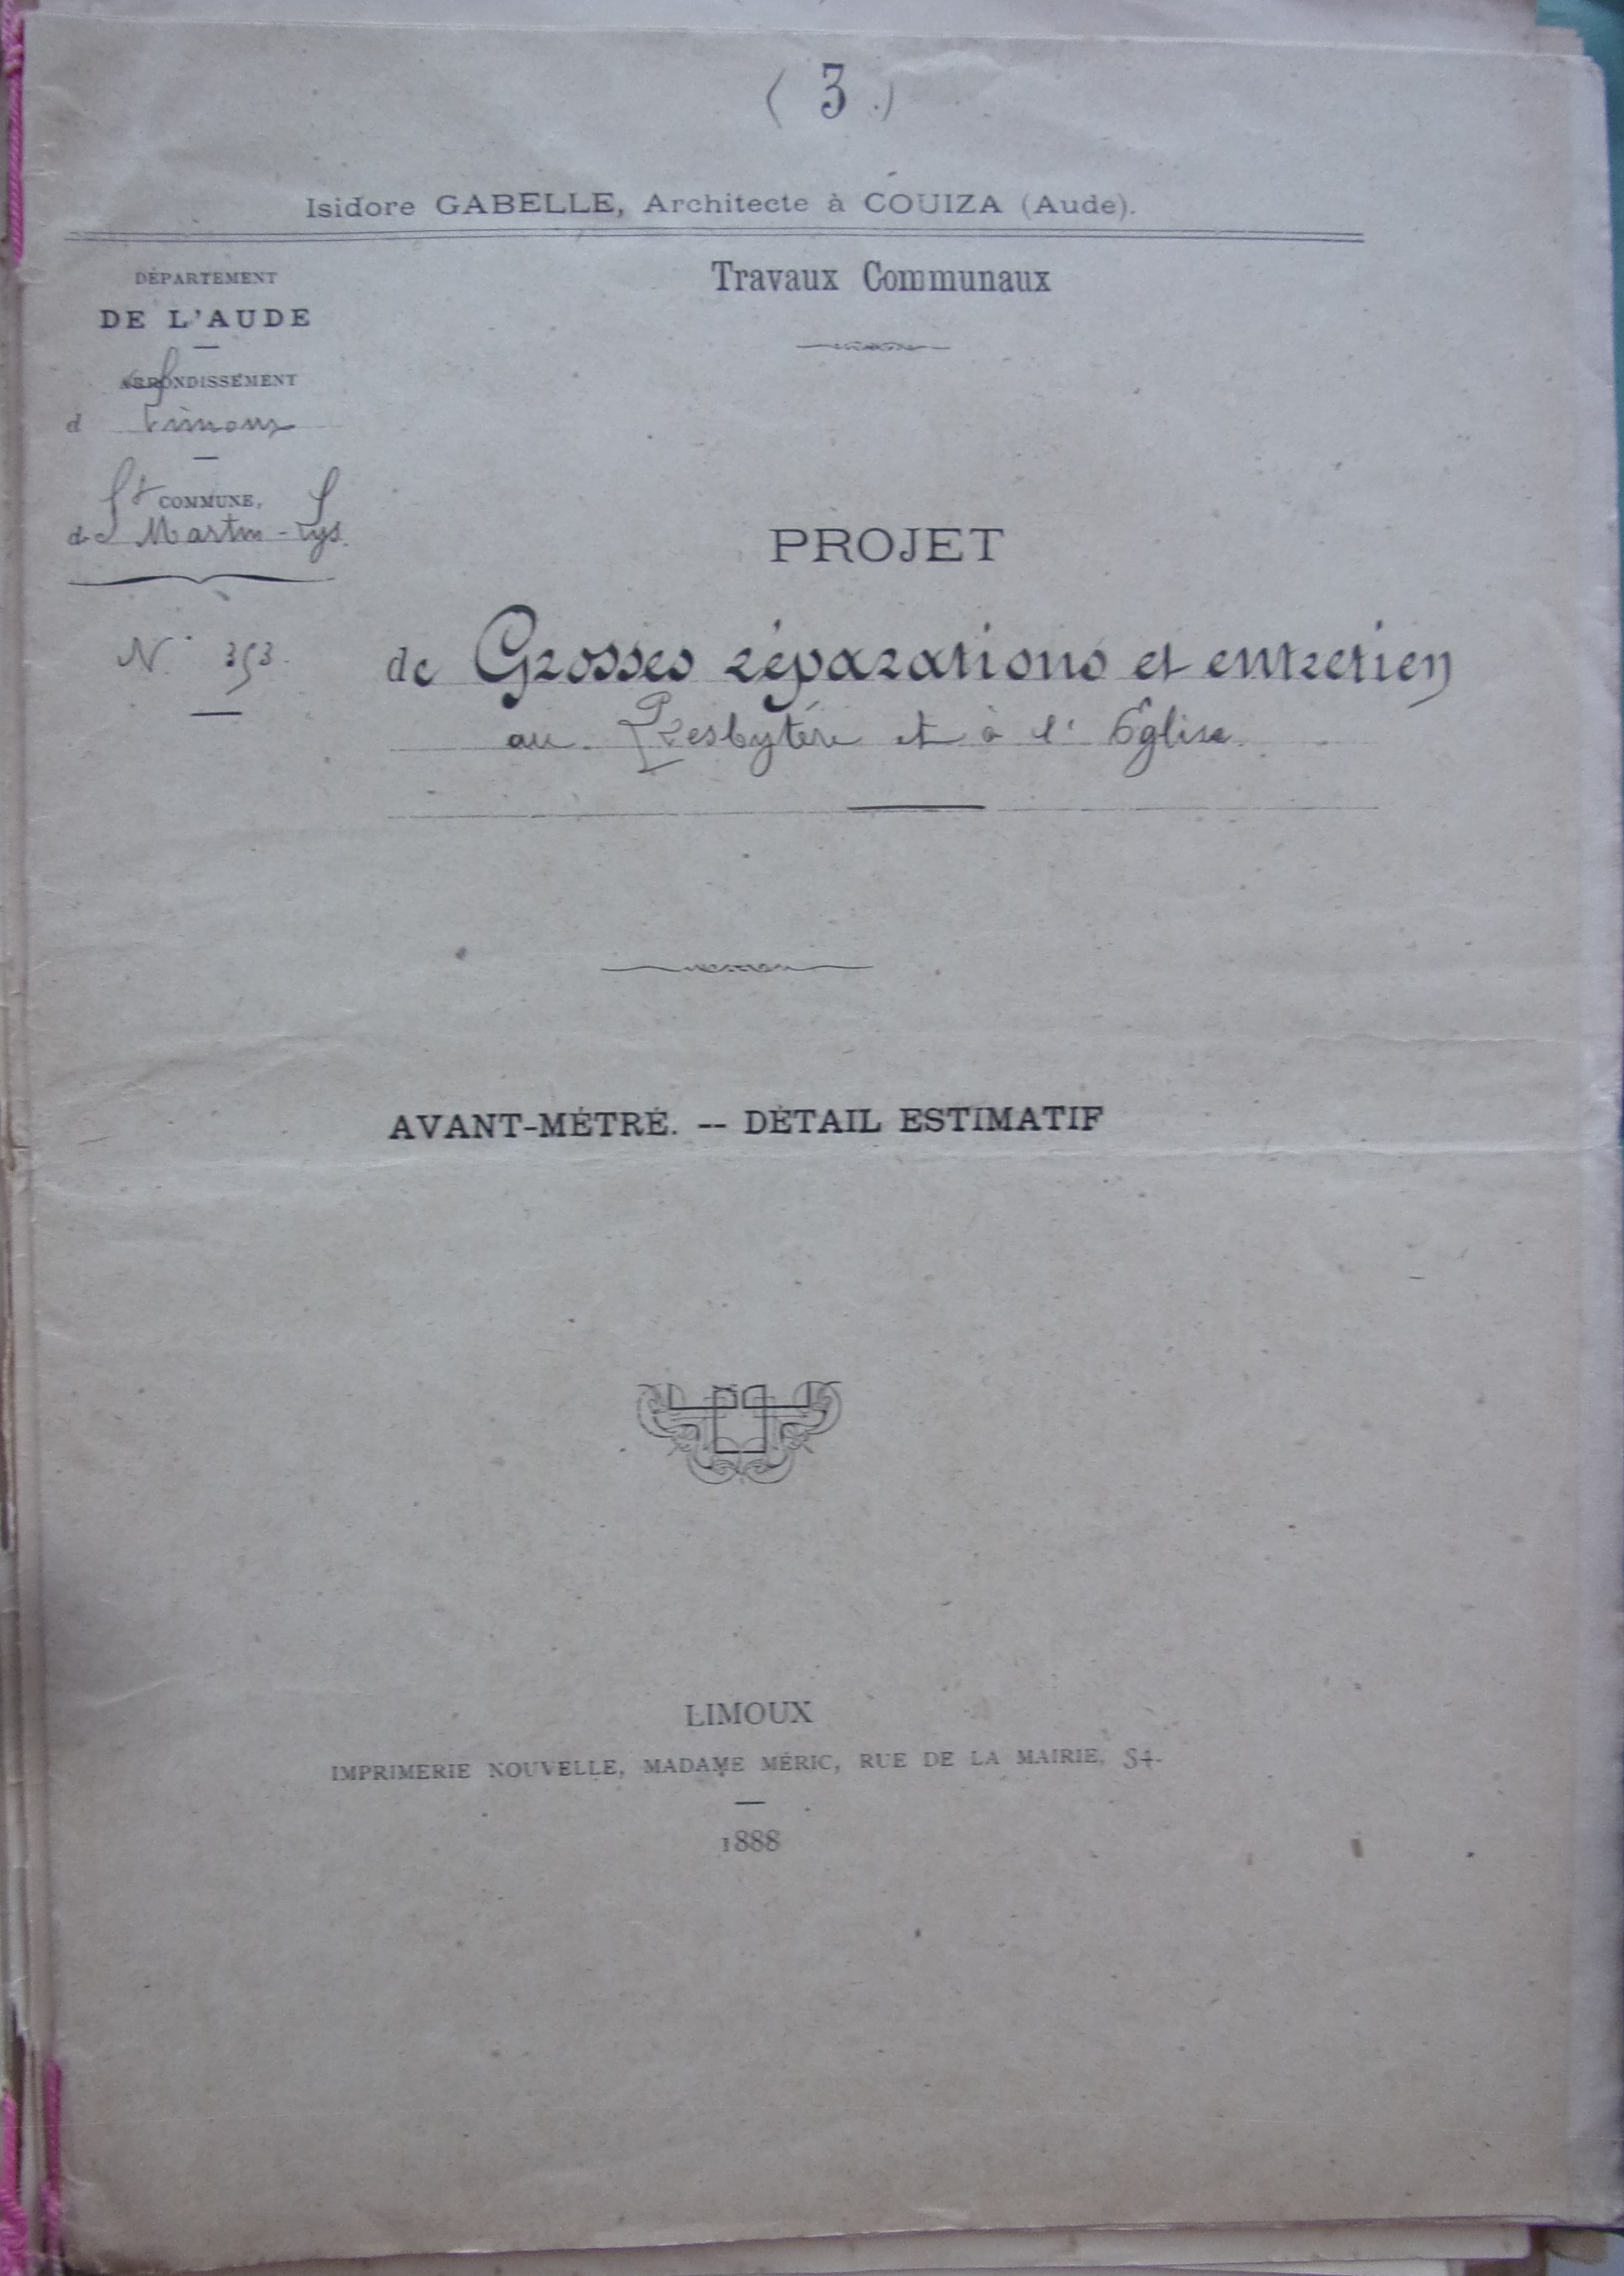 ( 3 )
Isidore GABELLE, Architecte à COUIZA (Aude).
DÉPARTEMENT
DE L'AUDE
ARRONDISSEMENT
d Limoux
COMMUNE,
de St Martin-Lys.
N° 353.
Travaux Communaux
PROJET
de Grosses réparations et entretien
au Presbytère et à l'Église.
AVANT-MÉTRÉ. -- DÉTAIL ESTIMATIF
LIMOUX
IMPRIMERIE NOUVELLE, MADAME MÉRIC, RUE DE LA MAIRIE, 54.
1888